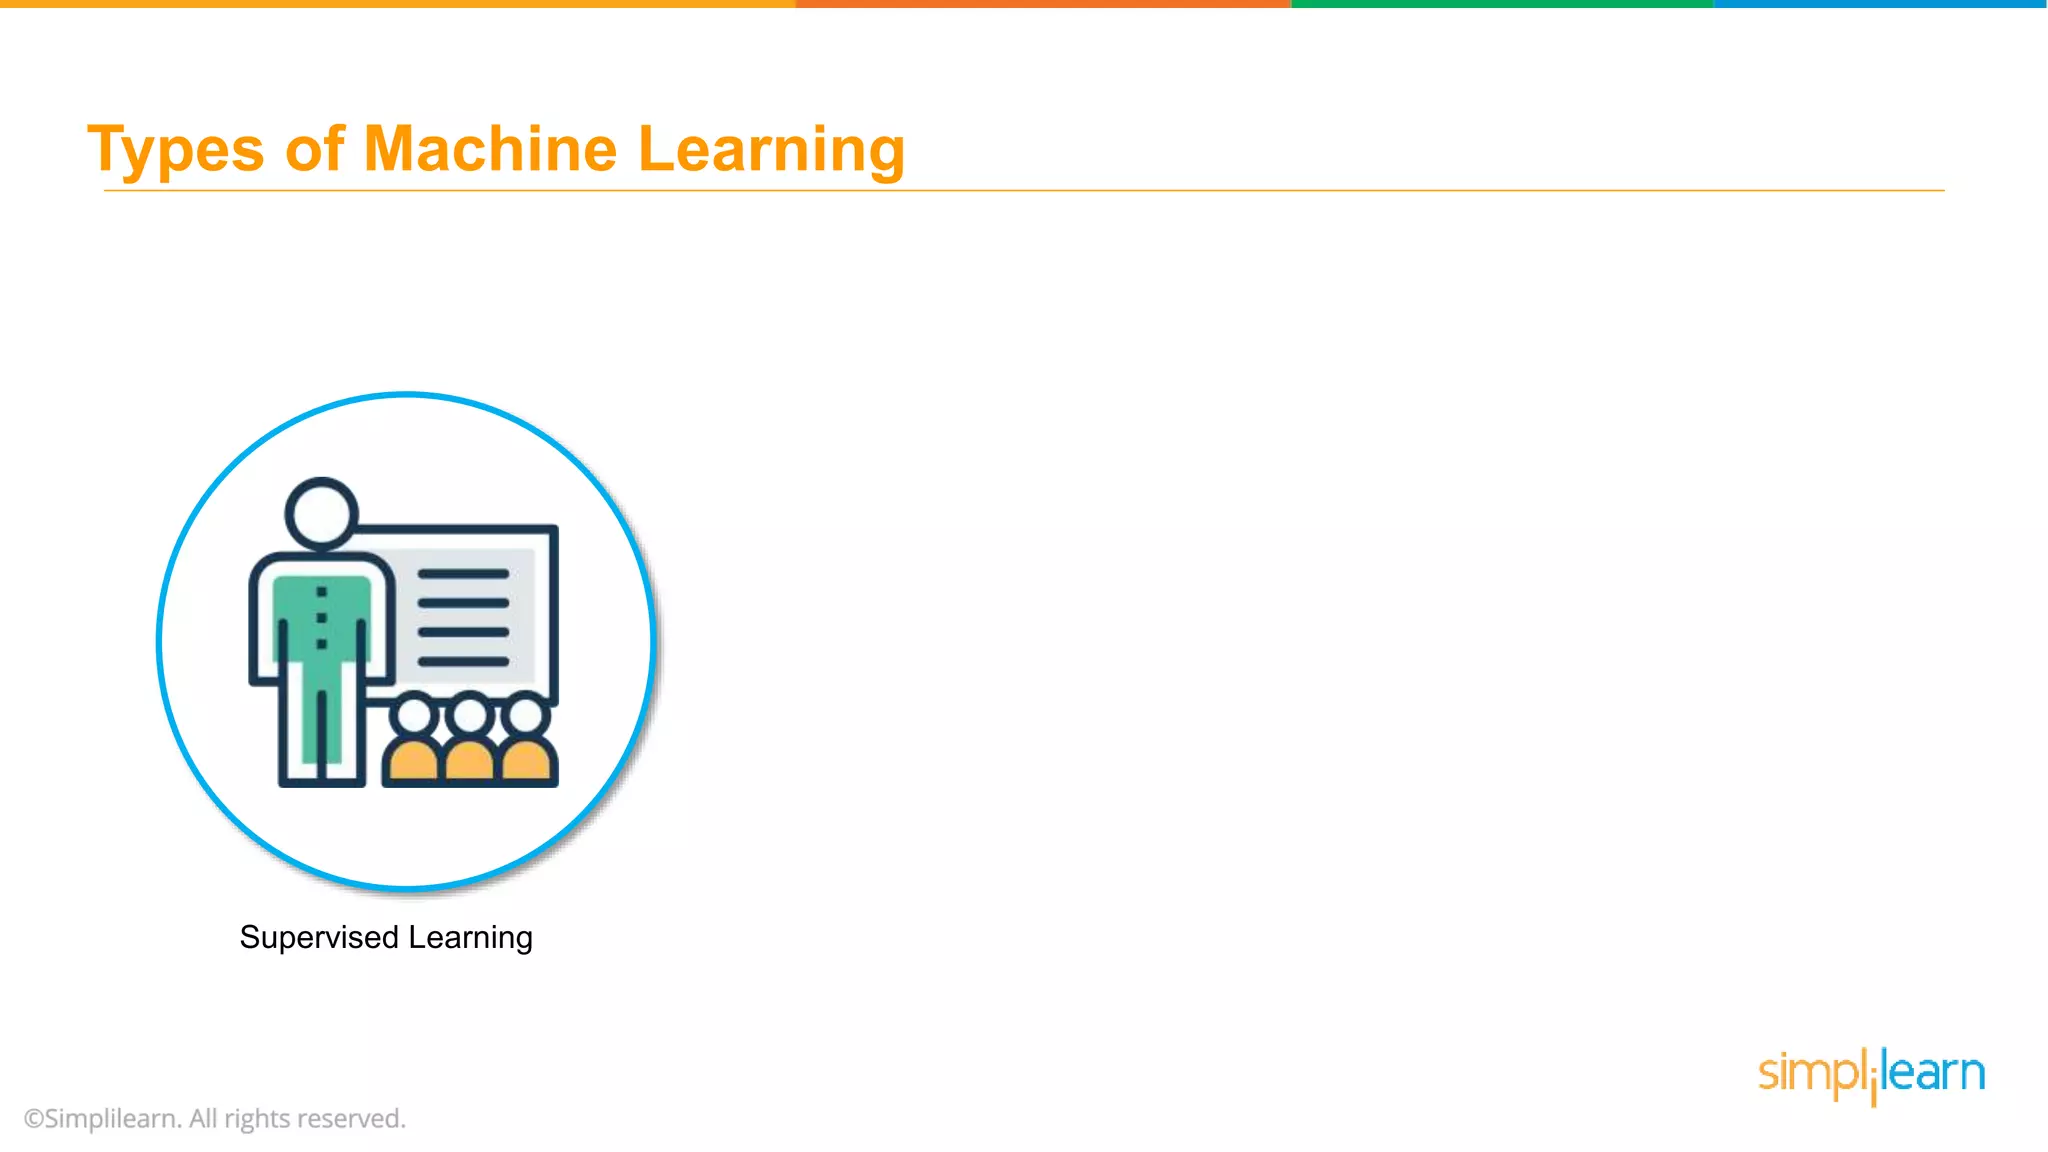 Types of Machine Learning
Supervised Learning
simplilearn
©Simplilearn. All rights reserved.